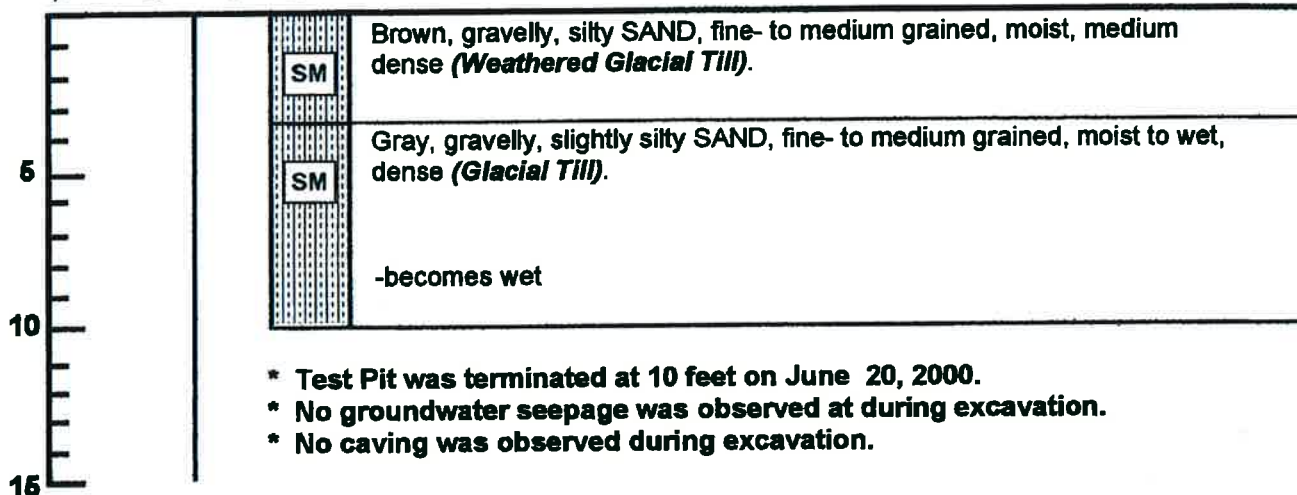 Brown, gravelly, silty SAND, fine- to medium grained, moist, medium
SM
dense (Weathered Glacial Till).
Gray, gravelly, slightly silty SAND, fine- to medium grained, moist to wet,
5
SM
dense (Glacial Till).
-becomes wet
10
* Test Pit was terminated at 10 feet on June 20, 2000.
* No groundwater seepage was observed at during excavation.
* No caving was observed during excavation.
15